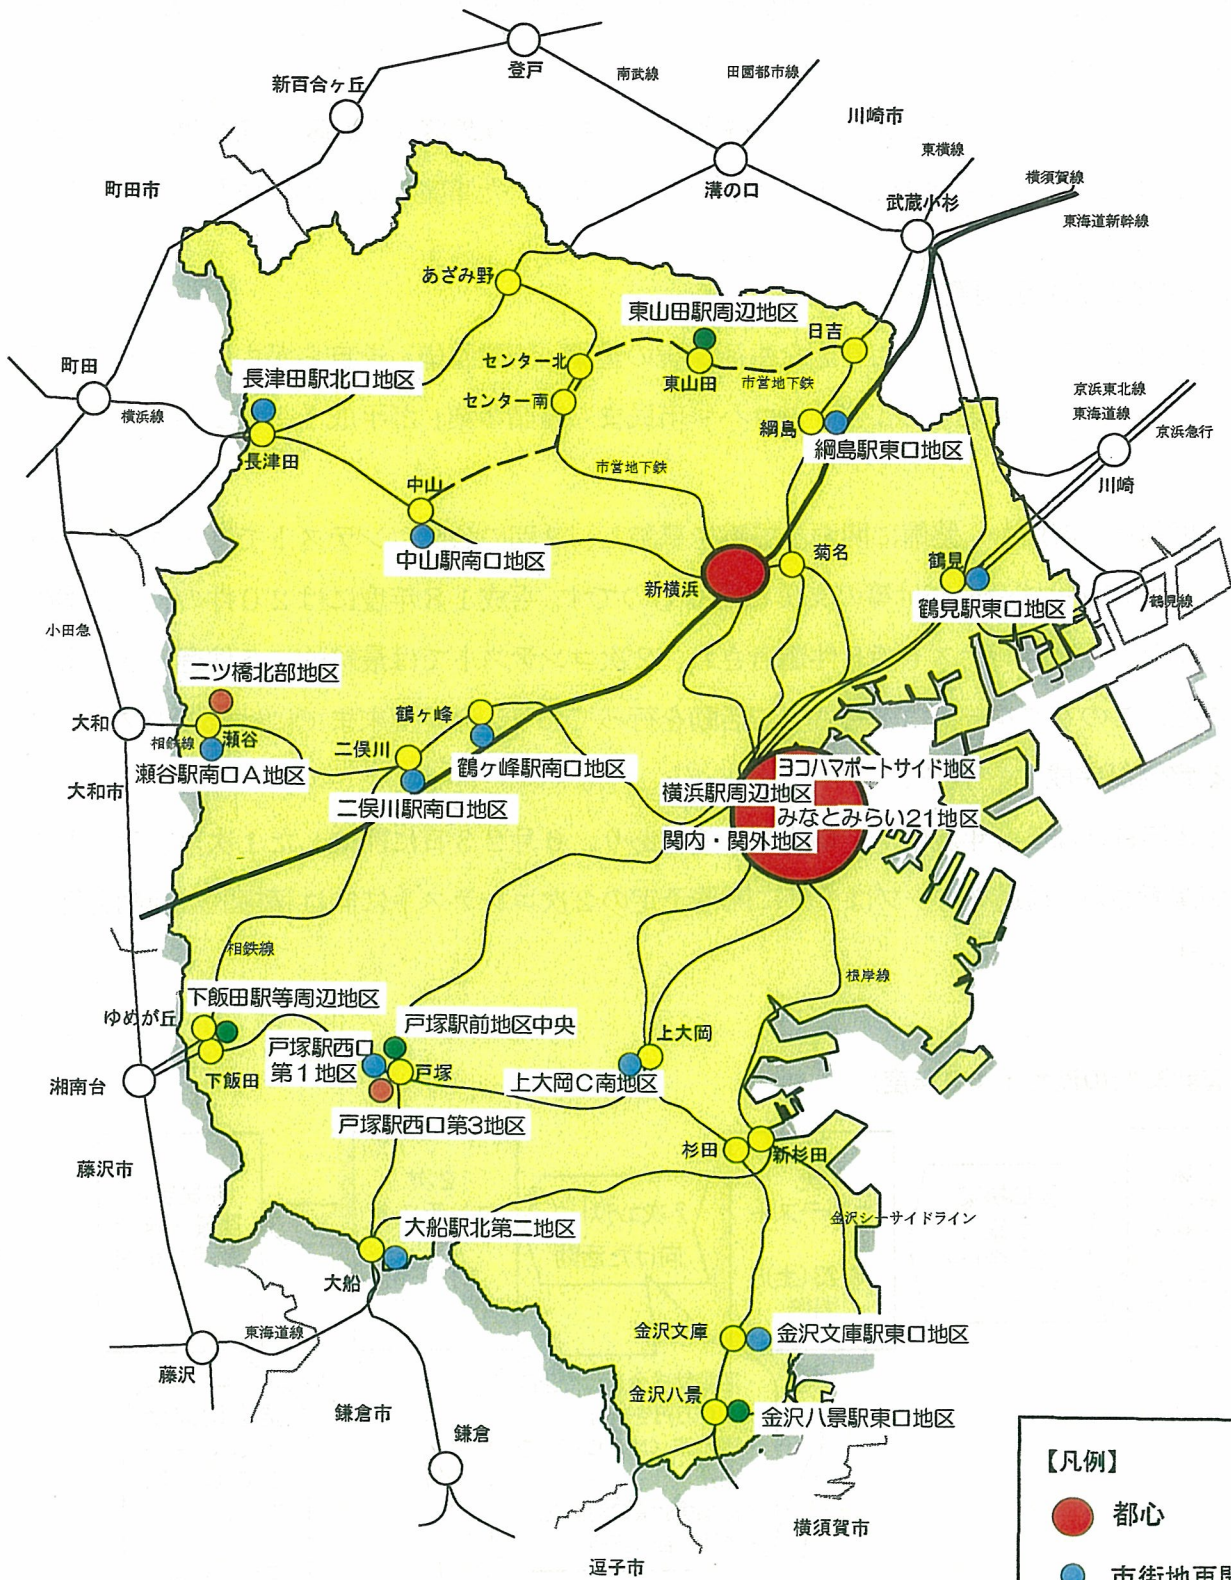 登戸
南武線
田園都市線
新百合ヶ丘
川崎市
東横線
溝の口
町田市
武蔵小杉
横須賀線
東海道新幹線
あざみ野
東山田駅周辺地区
日吉
センター北
町田
長津田駅北口地区
東山田
市営地下鉄
京浜東北線
センター南
横浜線
東海道線
綱島
京浜急行
綱島駅東口地区
長津田
市営地下鉄
中山
川崎
中山駅南口地区
菊名
鶴見
新横浜
鶴見駅東口地区
鶴見線
小田急
二ツ橋北部地区
鶴ヶ峰
大和
瀬谷
相鉄線
二俣川
瀬谷駅南口A地区
鶴ヶ峰駅南口地区
ヨコハマポートサイド地区
大和市
横浜駅周辺地区
二俣川駅南口地区
みなとみらい21地区
関内・関外地区
相鉄線
根岸線
下飯田駅等周辺地区
ゆめが丘
戸塚駅前地区中央
上大岡
戸塚駅西口
第1地区
戸塚
湘南台
下飯田
上大岡C南地区
戸塚駅西口第3地区
杉田
新杉田
藤沢市
金沢シーサイドライン
大船駅北第二地区
大船
東海道線
金沢文庫
金沢文庫駅東口地区
藤沢
金沢八景
鎌倉市
金沢八景駅東口地区
鎌倉
【凡例】
都心
横須賀市
逗子市
市街地再開